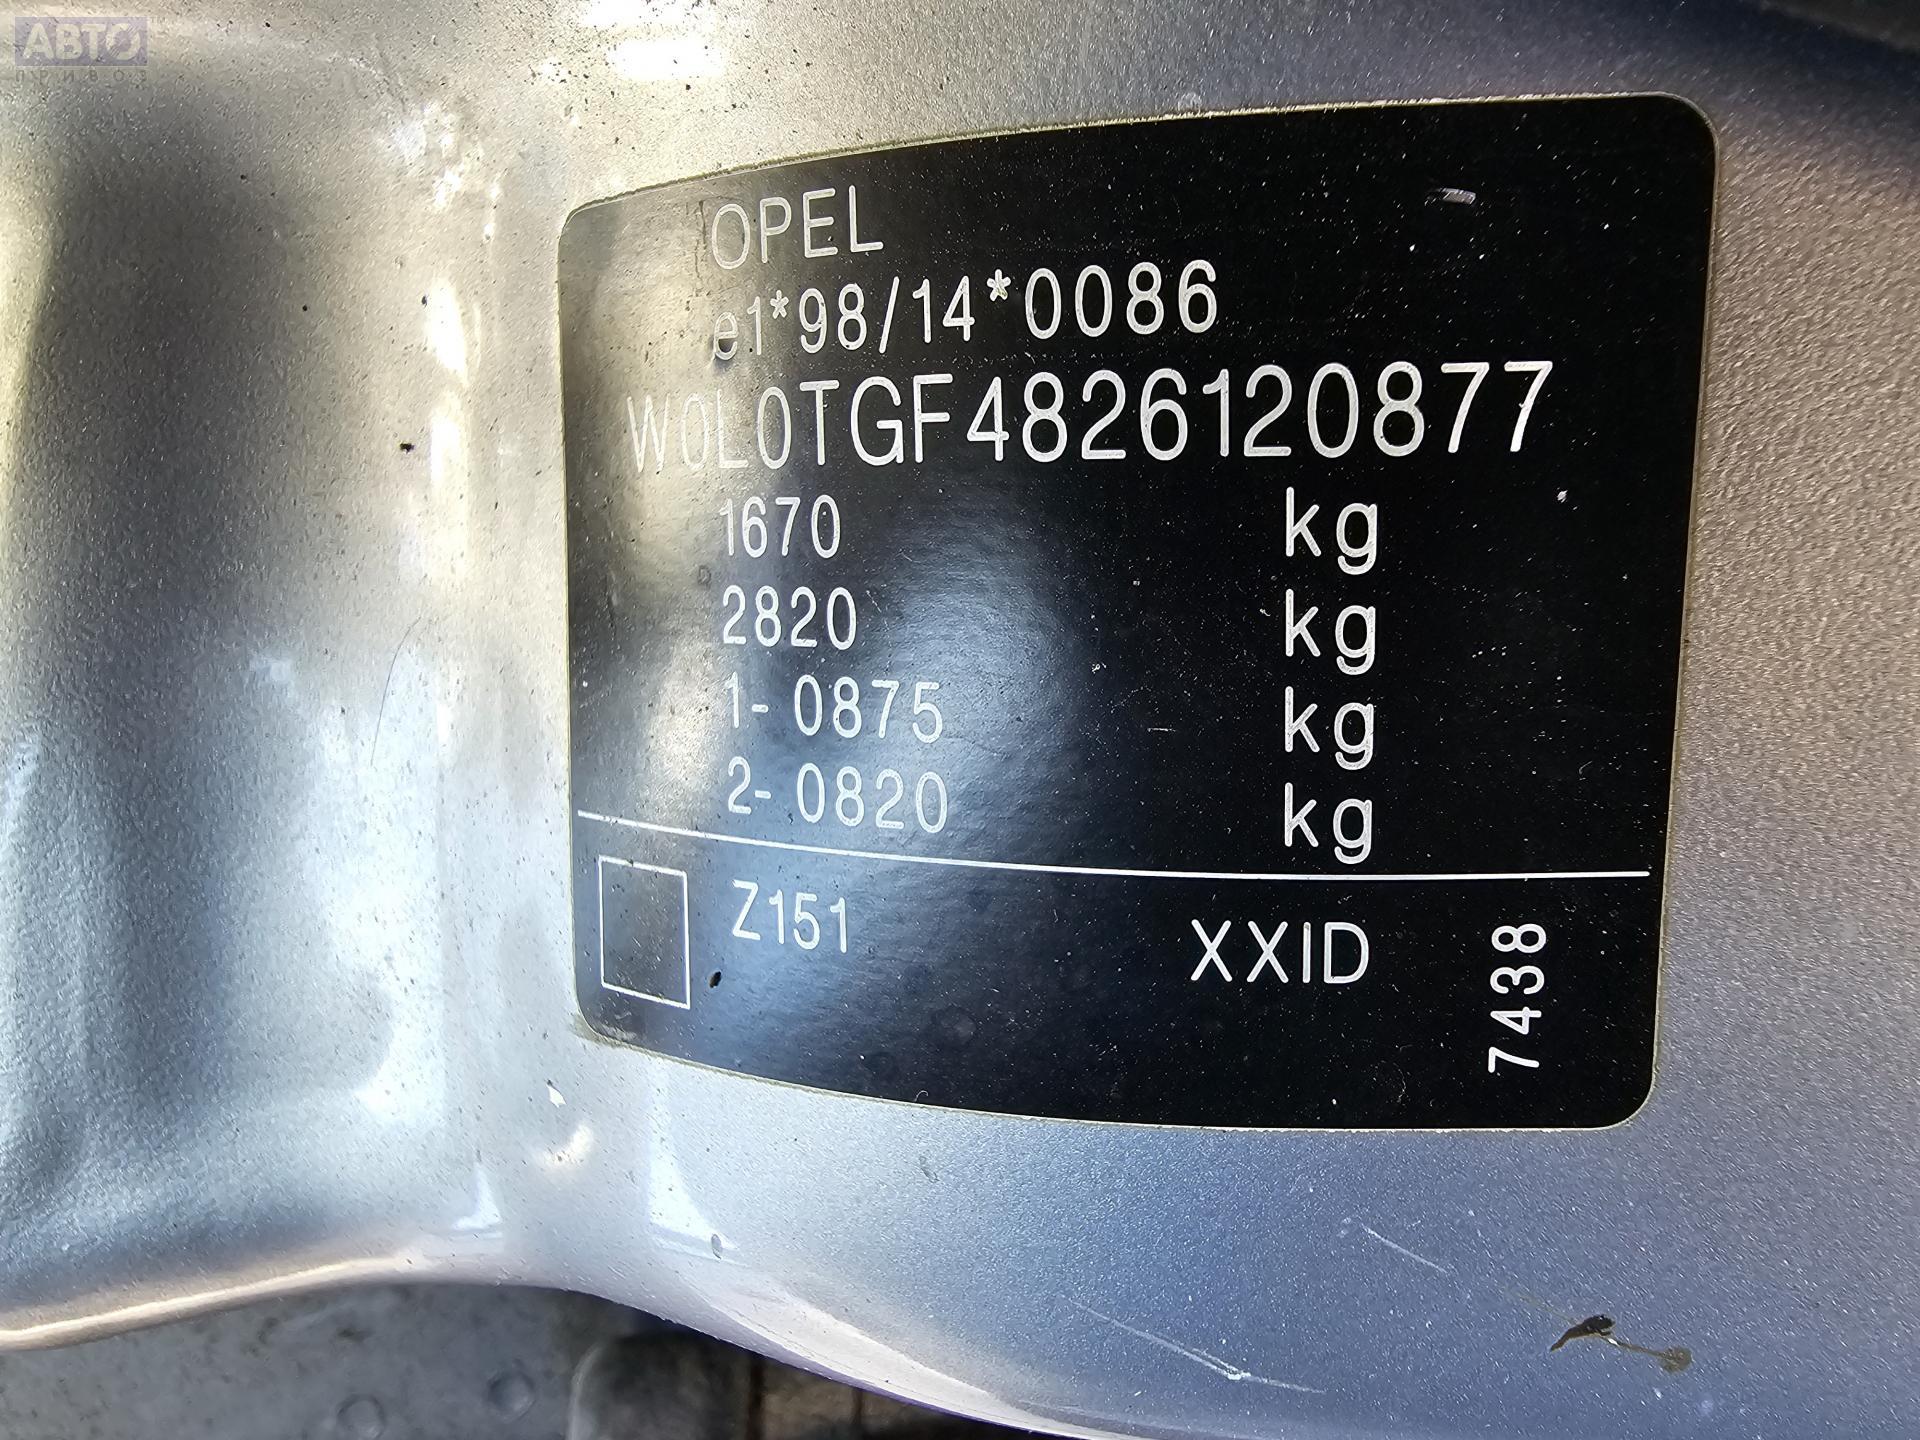 АВТО
ПРИВОЗ
OPEL
e1*98/14*0086
W0L0TGF4826120877
1670 kg
2820 kg
1- 0875 kg
2- 0820 kg
Z151 XXID
7438